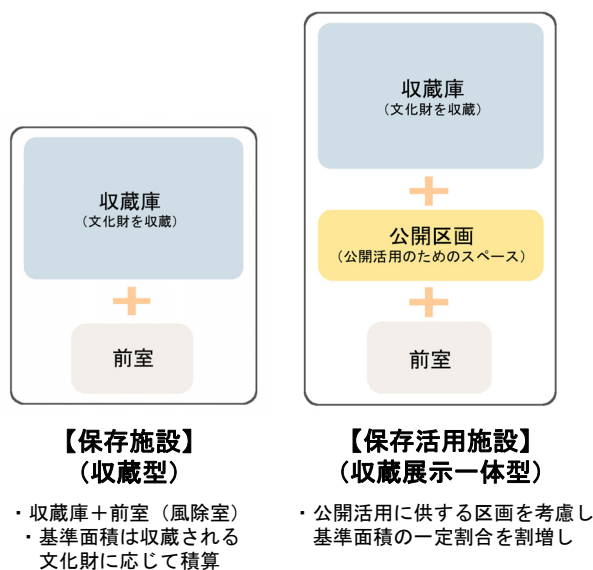 収蔵庫
（文化財を収蔵）
＋
前室
【保存施設】
（収蔵型）
・収蔵庫＋前室（風除室）
・基準面積は収蔵される
文化財に応じて積算
収蔵庫
（文化財を収蔵）
＋
公開区画
（公開活用のためのスペース）
＋
前室
【保存活用施設】
（収蔵展示一体型）
・公開活用に供する区画を考慮し
基準面積の一定割合を割増し